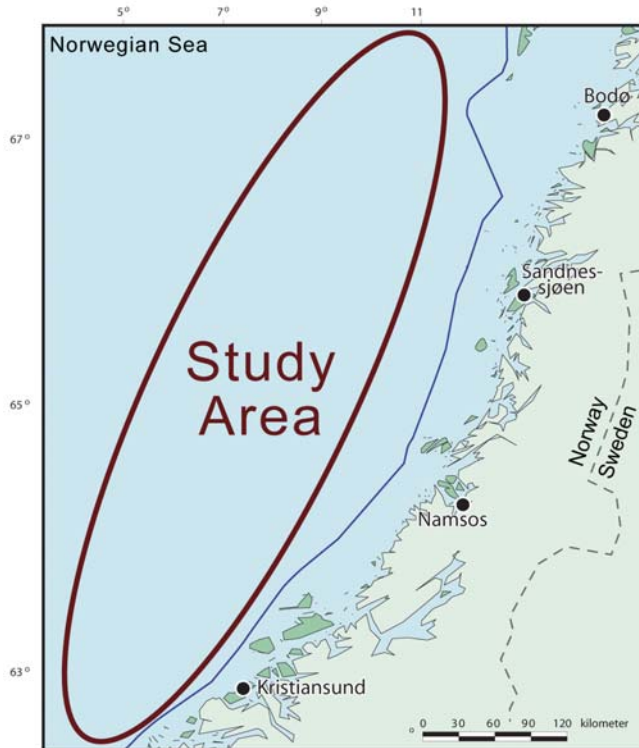 5° 7° 9° 11
Norwegian Sea
Bodø
67°
Sandnes-
sjøen
Study
Area
65°
Norway
Sweden
Namsos
63°
Kristiansund
kilometer
0 30 60 90 120